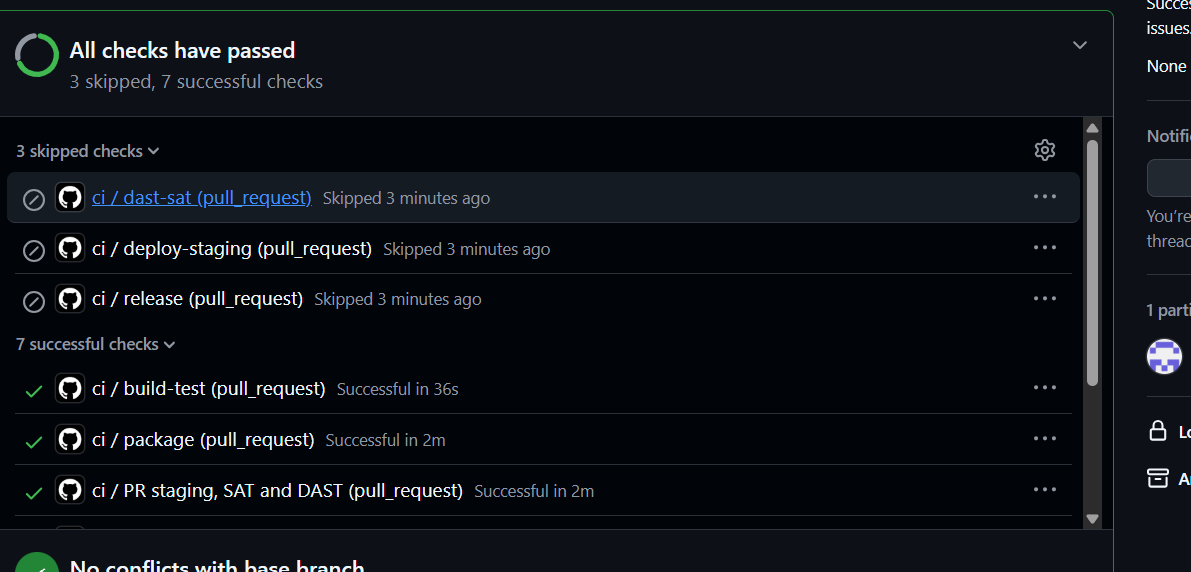 All checks have passed
3 skipped, 7 successful checks
3 skipped checks
ci / dast-sat (pull_request) Skipped 3 minutes ago
ci / deploy-staging (pull_request) Skipped 3 minutes ago
ci / release (pull_request) Skipped 3 minutes ago
7 successful checks
ci / build-test (pull_request) Successful in 36s
ci / package (pull_request) Successful in 2m
ci / PR staging, SAT and DAST (pull_request) Successful in 2m
No conflicts with base branch
issues.
None
1 parti